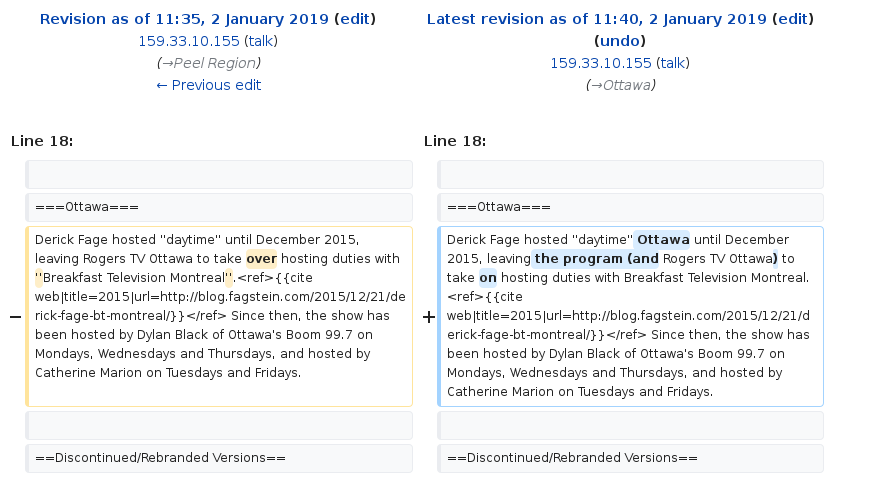 Revision as of 11:35, 2 January 2019 (edit)
159.33.10.155 (talk)
(→Peel Region)
← Previous edit
Latest revision as of 11:40, 2 January 2019 (edit)
(undo)
159.33.10.155 (talk)
(→Ottawa)
Line 18:
Line 18:
===Ottawa===
===Ottawa===
−
Derick Fage hosted ''daytime'' until December 2015,
leaving Rogers TV Ottawa to take over hosting duties with
''Breakfast Television Montreal''.<ref>{{cite
web|title=2015|url=http://blog.fagstein.com/2015/12/21/de
rick-fage-bt-montreal/}}</ref> Since then, the show has
been hosted by Dylan Black of Ottawa's Boom 99.7 on
Mondays, Wednesdays and Thursdays, and hosted by
Catherine Marion on Tuesdays and Fridays.
+
Derick Fage hosted ''daytime'' Ottawa until December
2015, leaving the program (and Rogers TV Ottawa) to
take on hosting duties with Breakfast Television Montreal.
<ref>{{cite
web|title=2015|url=http://blog.fagstein.com/2015/12/21/d
erick-fage-bt-montreal/}}</ref> Since then, the show has
been hosted by Dylan Black of Ottawa's Boom 99.7 on
Mondays, Wednesdays and Thursdays, and hosted by
Catherine Marion on Tuesdays and Fridays.
==Discontinued/Rebranded Versions==
==Discontinued/Rebranded Versions==